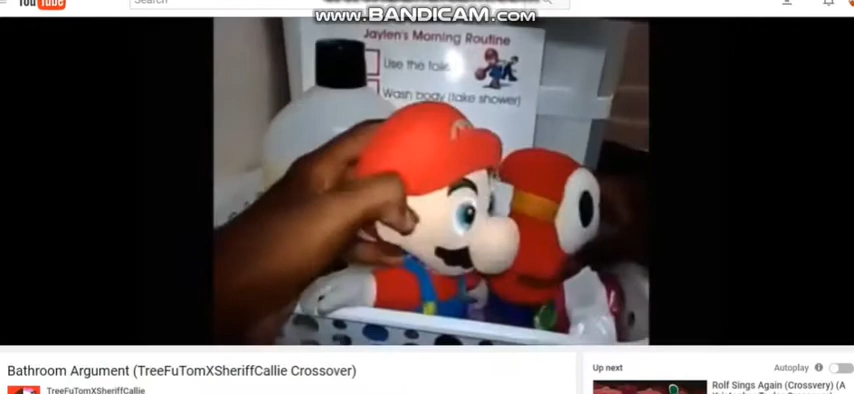 YouTube
Search
www.BANDICAM.com
Jaylen's Morning Routine
Use the toilet
Wash body (take shower)
Bathroom Argument (TreeFuTomXSheriffCallie Crossover)
TreeFuTomXSheriffCallie
Up next
Autoplay
Rolf Sings Again (Crossvery) (A